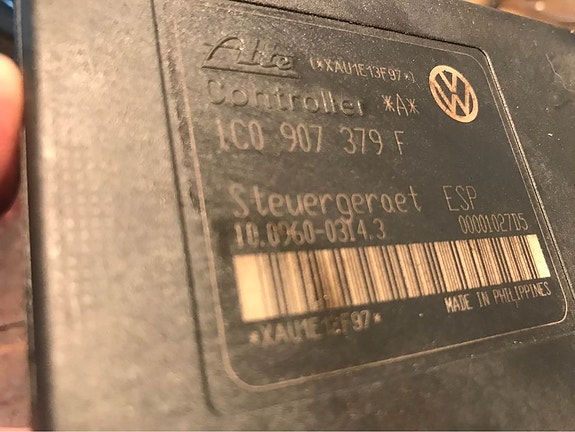 Ate (*XAU1E13F97*)
Controller *A*
1C0 907 379 F
Steuergeraet ESP
10.0960-0314.3 0000102705
*XAU1E13F97*
MADE IN PHILIPPINES